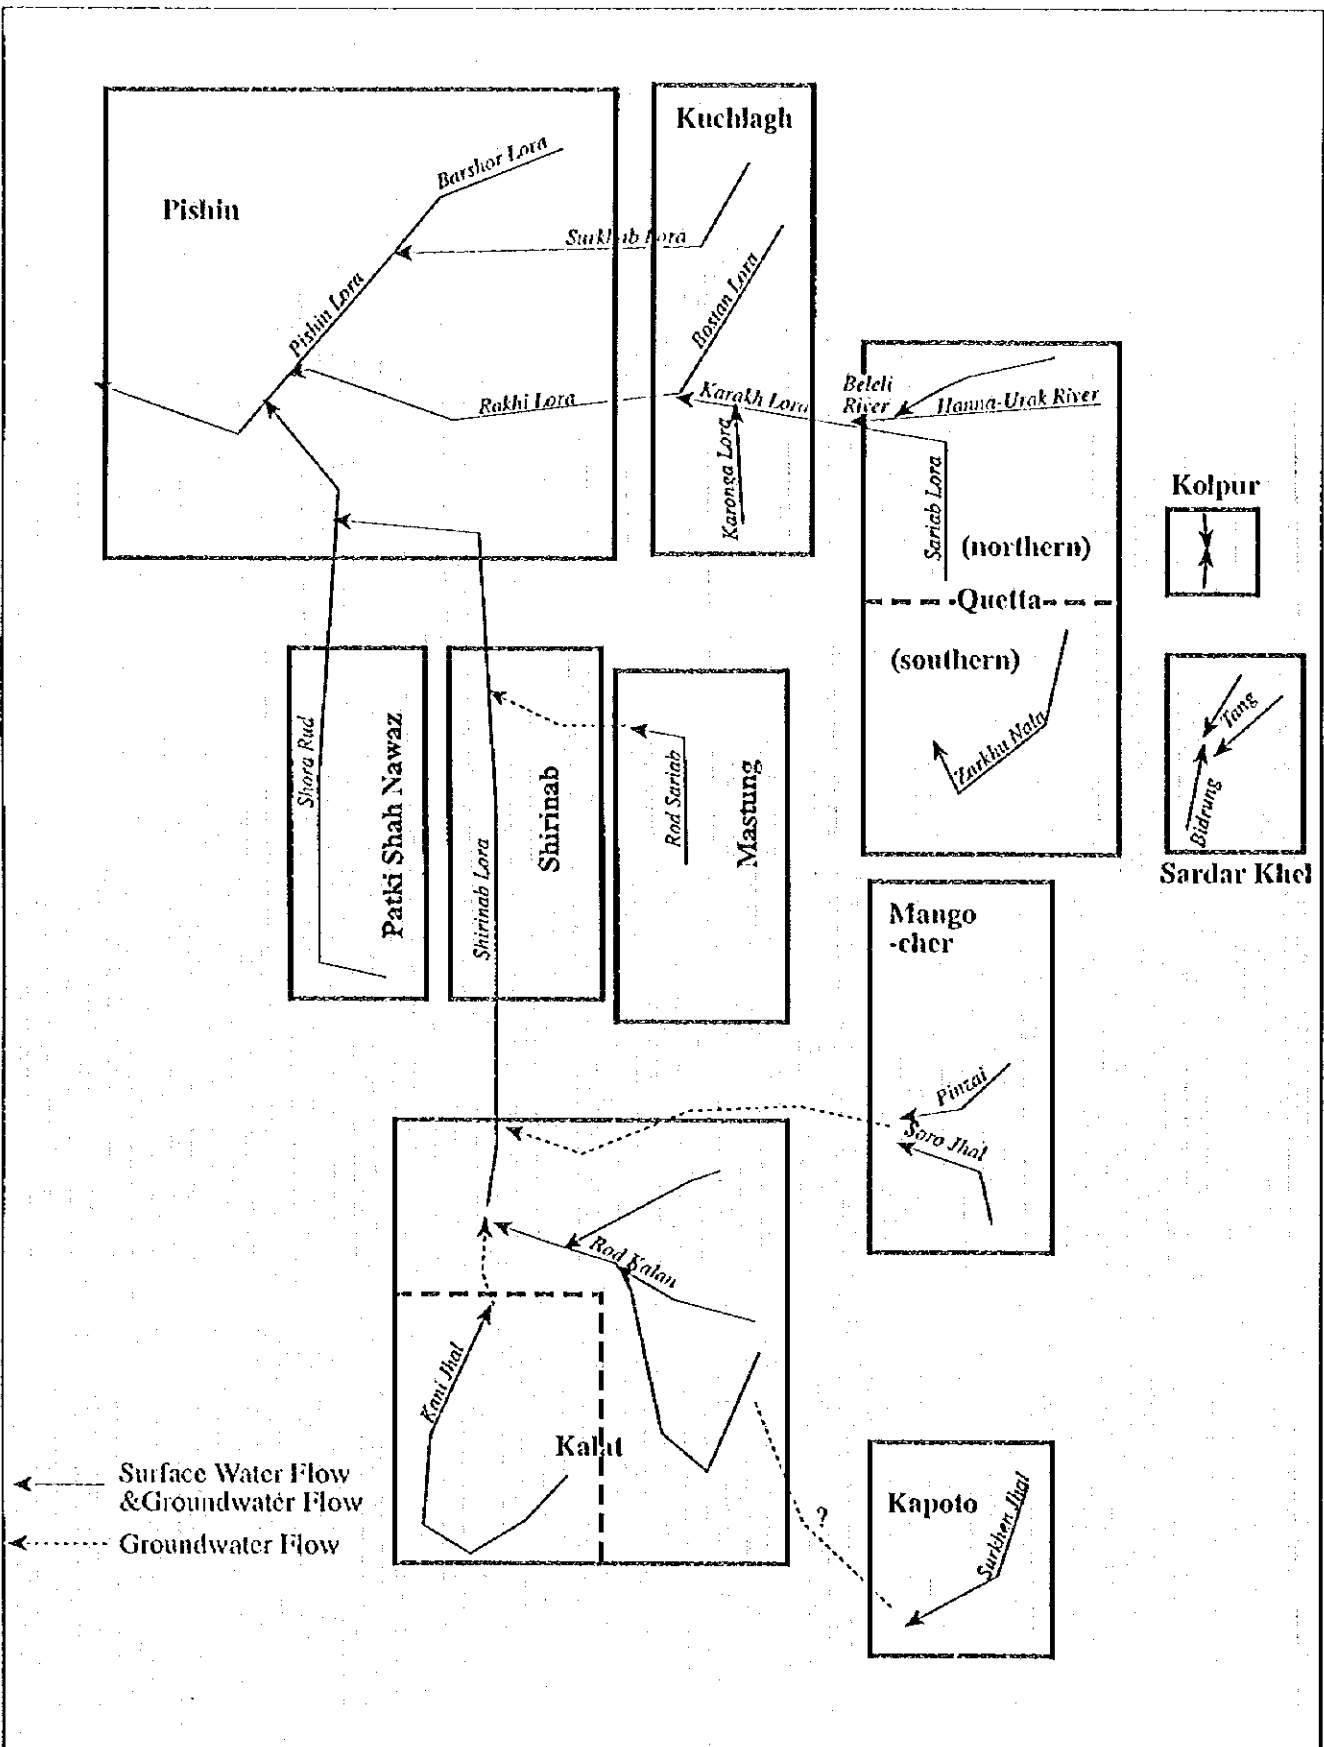 Kuchlagh
Barshor Lora
Pishin
Surkhab Lora
Bostan Lora
Pishin Lora
Beleli
River
Hanna-Urak River
Karakh Lora
Rakhi Lora
Karonga Lora
Sariab Lora
Kolpur
(northern)
Quetta
(southern)
Zarkhu Nala
Tang
Bidrung
Sardar Khel
Shora Rud
Patki Shah Nawaz
Shirinab Lora
Shirinab
Rod Sariab
Mastung
Mango
-cher
Pinzai
Soro Jhal
Rod Kalan
Kani Jhal
Kalat
?
Kapoto
Surkhen Jhal
Surface Water Flow
&Groundwater Flow
Groundwater Flow